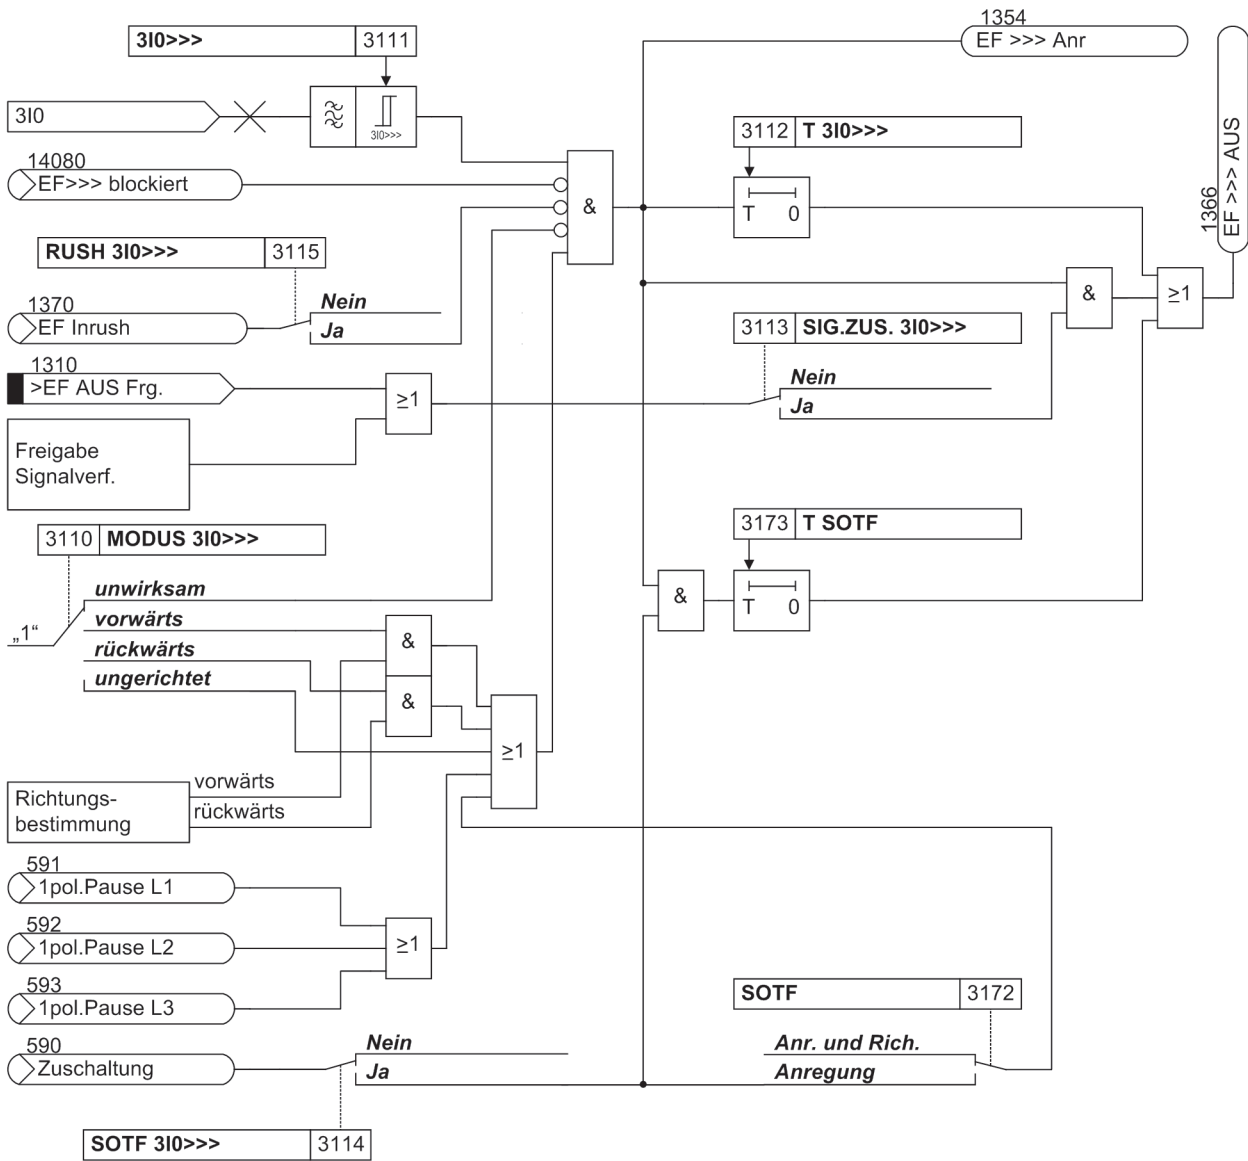 1354
EF >>> Anr
3I0>>> 3111
3I0
3I0>>>
3112 T 3I0>>>
T 0
1366
EF >>> AUS
14080
EF>>> blockiert
&
RUSH 3I0>>> 3115
1370
EF Inrush
Nein
Ja
&
≥1
3113 SIG.ZUS. 3I0>>>
Nein
Ja
1310
>EF AUS Frg.
≥1
Freigabe
Signalverf.
3110 MODUS 3I0>>>
„1“
unwirksam
vorwärts
rückwärts
ungerichtet
&
&
≥1
3173 T SOTF
&
T 0
Richtungs-
bestimmung
vorwärts
rückwärts
591
1pol.Pause L1
592
1pol.Pause L2
593
1pol.Pause L3
≥1
590
Zuschaltung
Nein
Ja
SOTF 3I0>>> 3114
SOTF 3172
Anr. und Rich.
Anregung